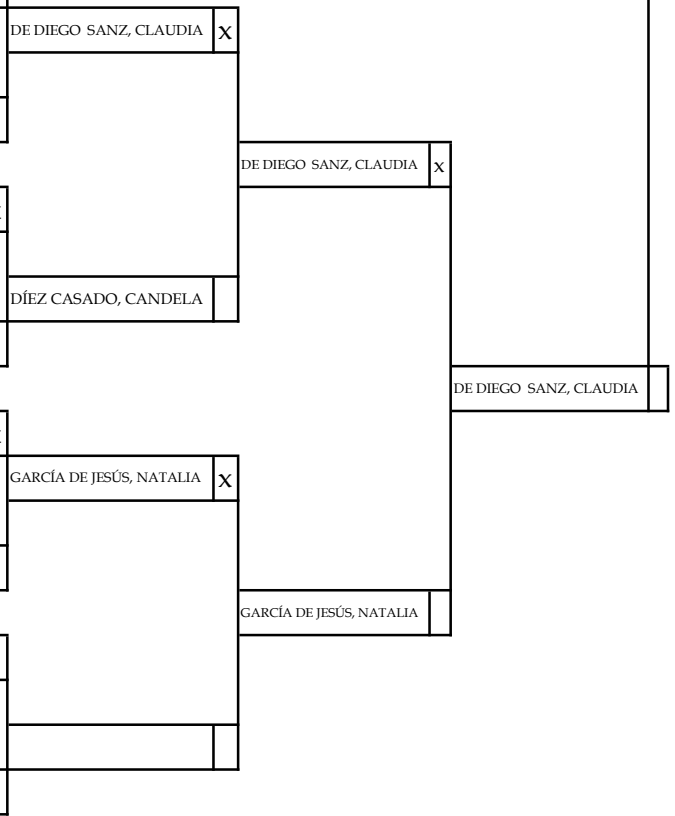 DE DIEGO SANZ, CLAUDIA X
DE DIEGO SANZ, CLAUDIA x
DÍEZ CASADO, CANDELA
DE DIEGO SANZ, CLAUDIA
GARCÍA DE JESÚS, NATALIA X
GARCÍA DE JESÚS, NATALIA